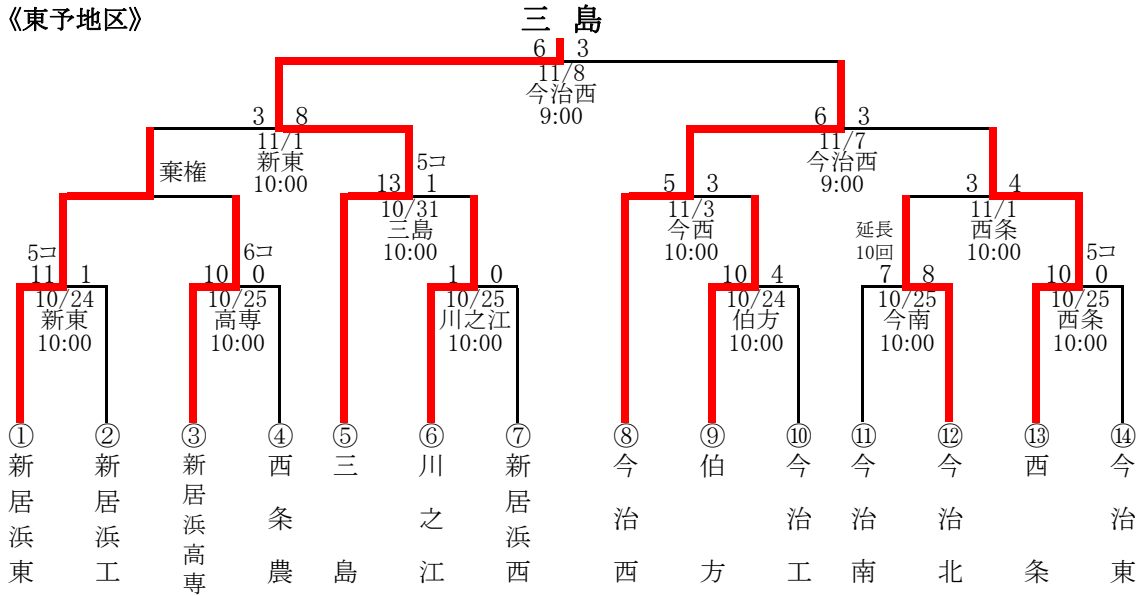 《東予地区》
三 島
6 3
11/8
今治西
9:00
3 8
11/1
新東
10:00
6 3
11/7
今治西
9:00
棄権
5コ
13 1
10/31
三島
10:00
5 3
11/3
今西
10:00
3 4
11/1
西条
10:00
5コ
11 1
10/24
新東
10:00
6コ
10 0
10/25
高専
10:00
1 0
10/25
川之江
10:00
10 4
10/24
伯方
10:00
延長
10回
7 8
10/25
今南
10:00
5コ
10 0
10/25
西条
10:00
①新居浜東
②新居浜工
③新居浜高専
④西条農
⑤三島
⑥川之江
⑦新居浜西
⑧今治西
⑨伯方
⑩今治工
⑪今治南
⑫今治北
⑬西条
⑭今治東